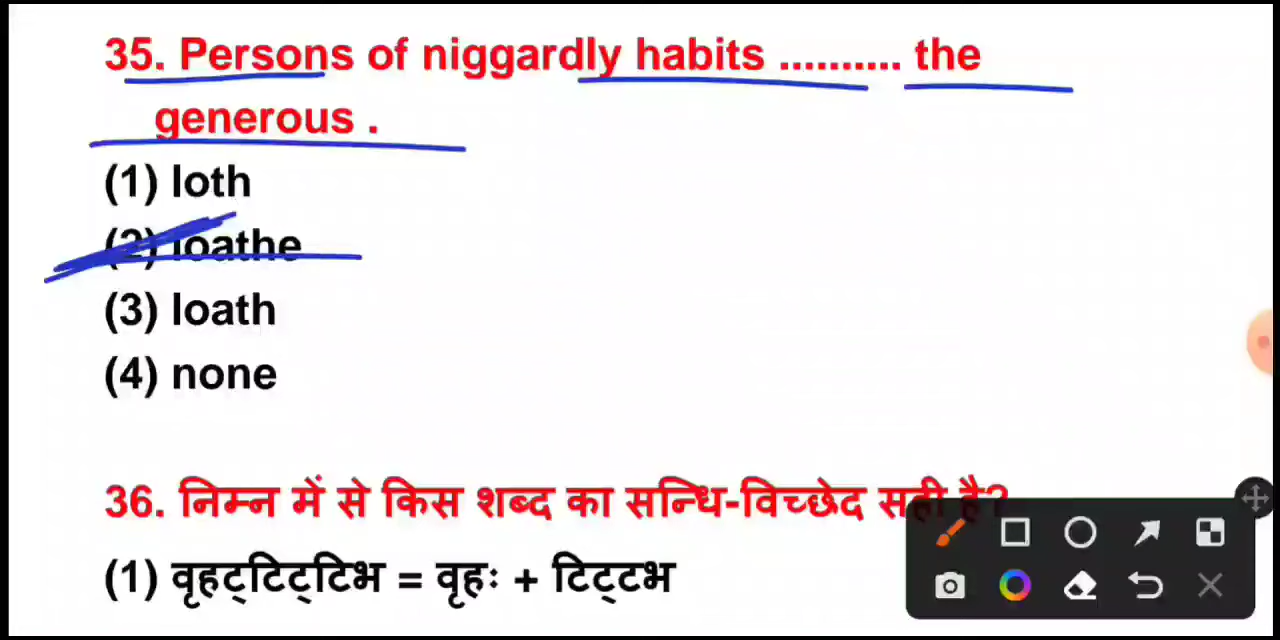 35. Persons of niggardly habits .......... the
generous .
(1) loth
(2) loathe
(3) loath
(4) none
36. निम्न में से किस शब्द का सन्धि-विच्छेद सही है?
(1) वृहट्टिट्टिभ = वृहः + टिट्टभ